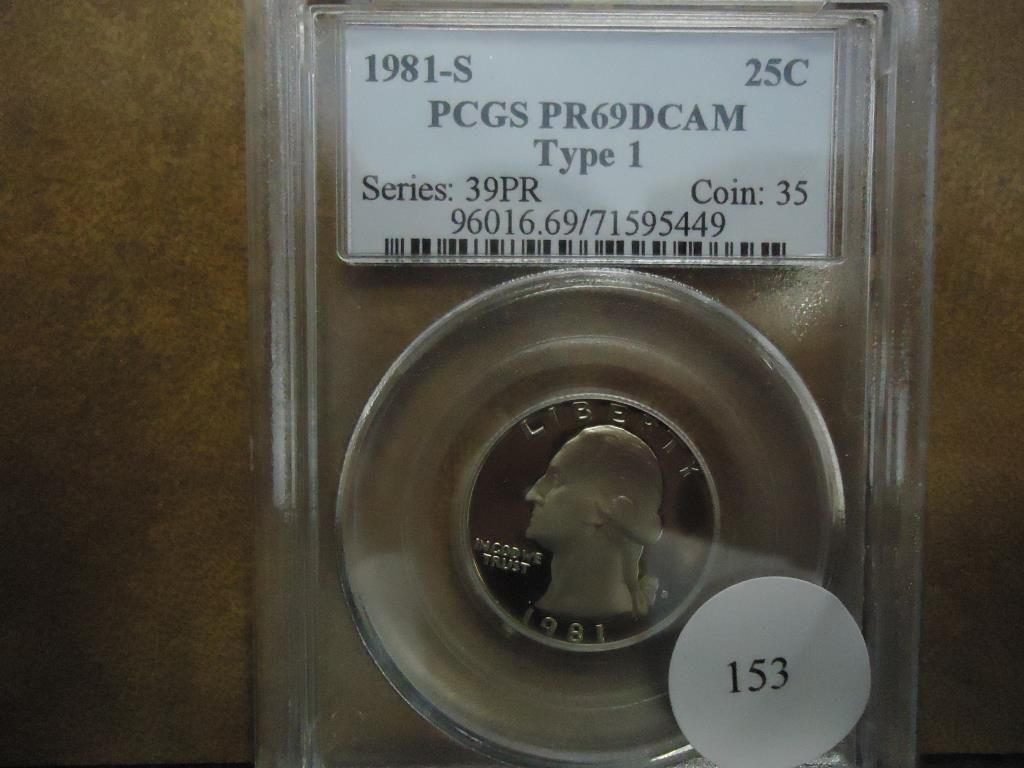 1981-S 25C
PCGS PR69DCAM
Type 1
Series: 39PR Coin: 35
96016.69/71595449
LIBERTY
IN GOD WE
TRUST
1981
153